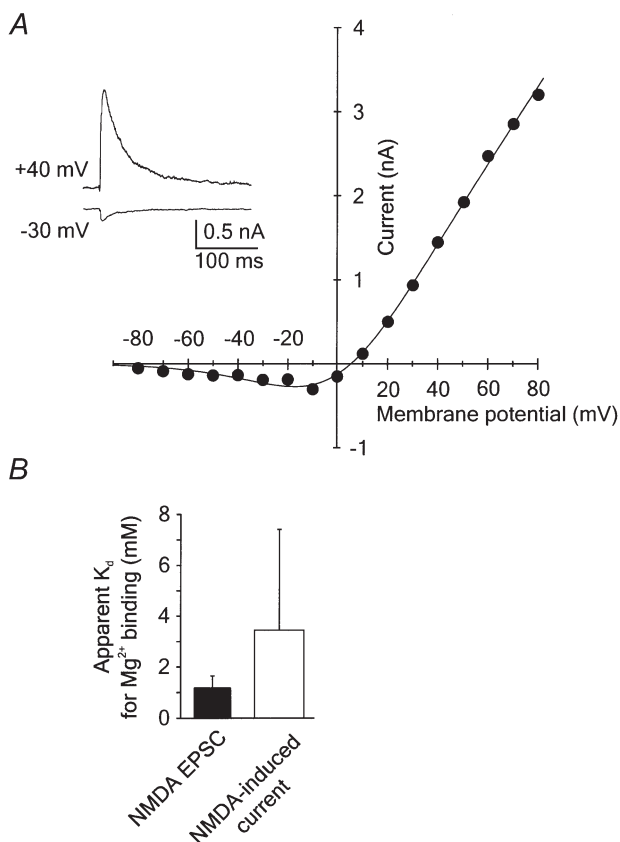 A
4
3
2
1
-1
Current (nA)
+40 mV
-30 mV
0.5 nA
100 ms
-80 -60 -40 -20
20 40 60 80
Membrane potential (mV)
B
8
6
4
2
0
Apparent Kd
for Mg2+ binding (mM)
NMDA EPSC
NMDA-induced
current